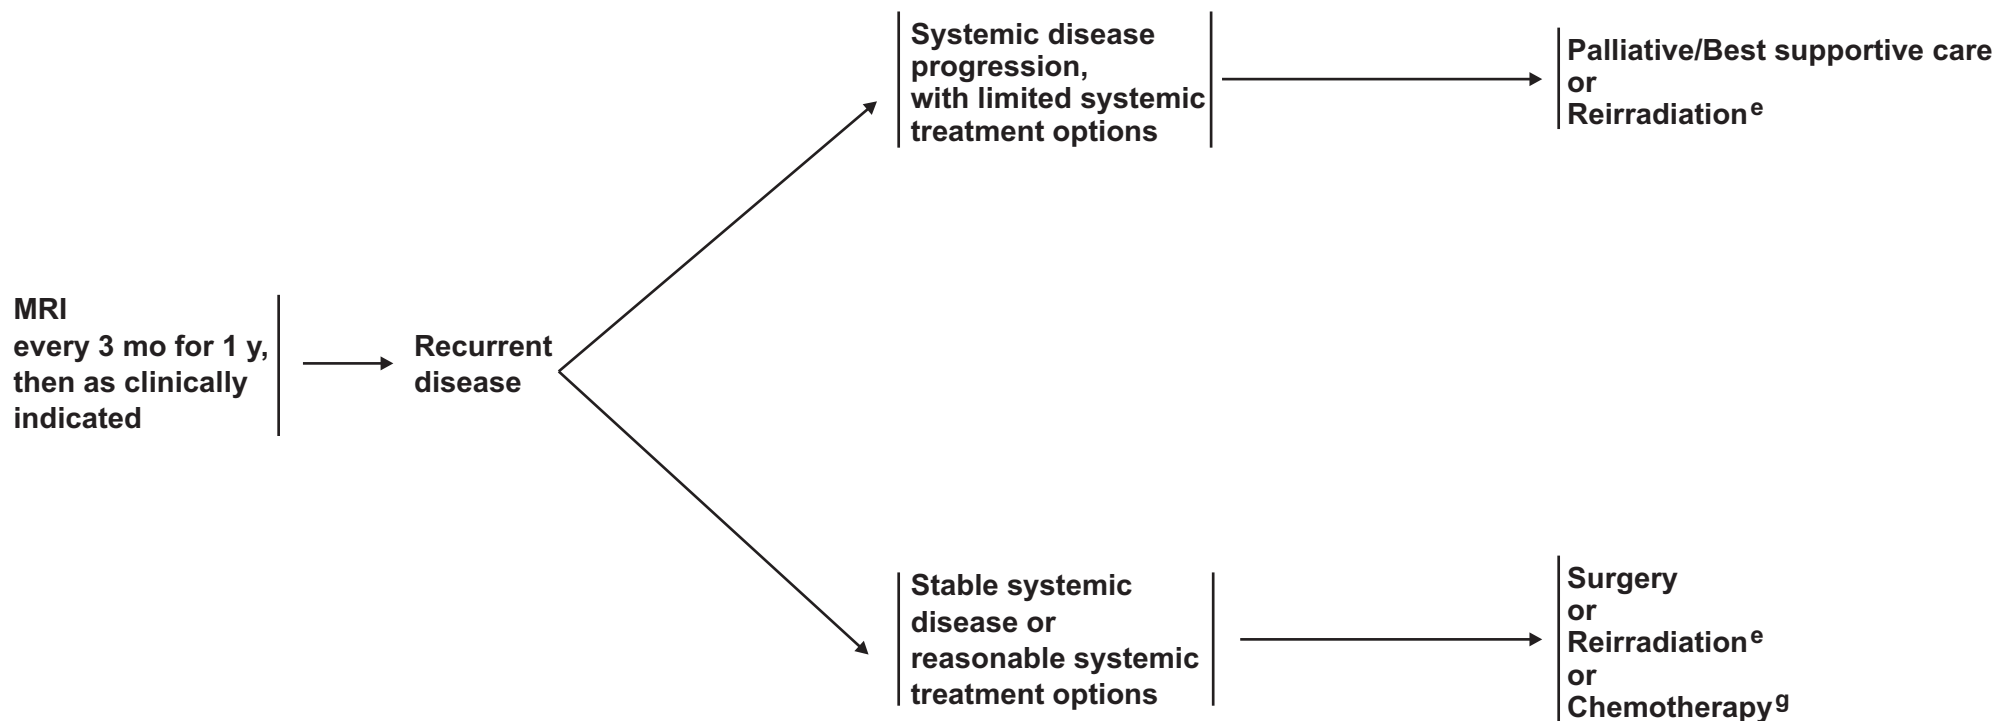 MRI
every 3 mo for 1 y,
then as clinically
indicated
Recurrent
disease
Systemic disease
progression,
with limited systemic
treatment options
Palliative/Best supportive care
or
Reirradiation e
Stable systemic
disease or
reasonable systemic
treatment options
Surgery
or
Reirradiation e
or
Chemotherapy g